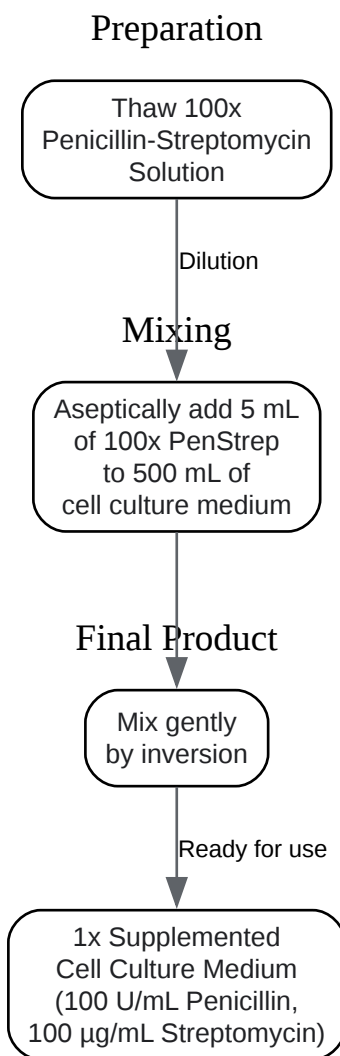 Preparation
Thaw 100x
Penicillin-Streptomycin
Solution
Dilution
Mixing
Aseptically add 5 mL
of 100x PenStrep
to 500 mL of
cell culture medium
Final Product
Mix gently
by inversion
Ready for use
1x Supplemented
Cell Culture Medium
(100 U/mL Penicillin,
100 µg/mL Streptomycin)